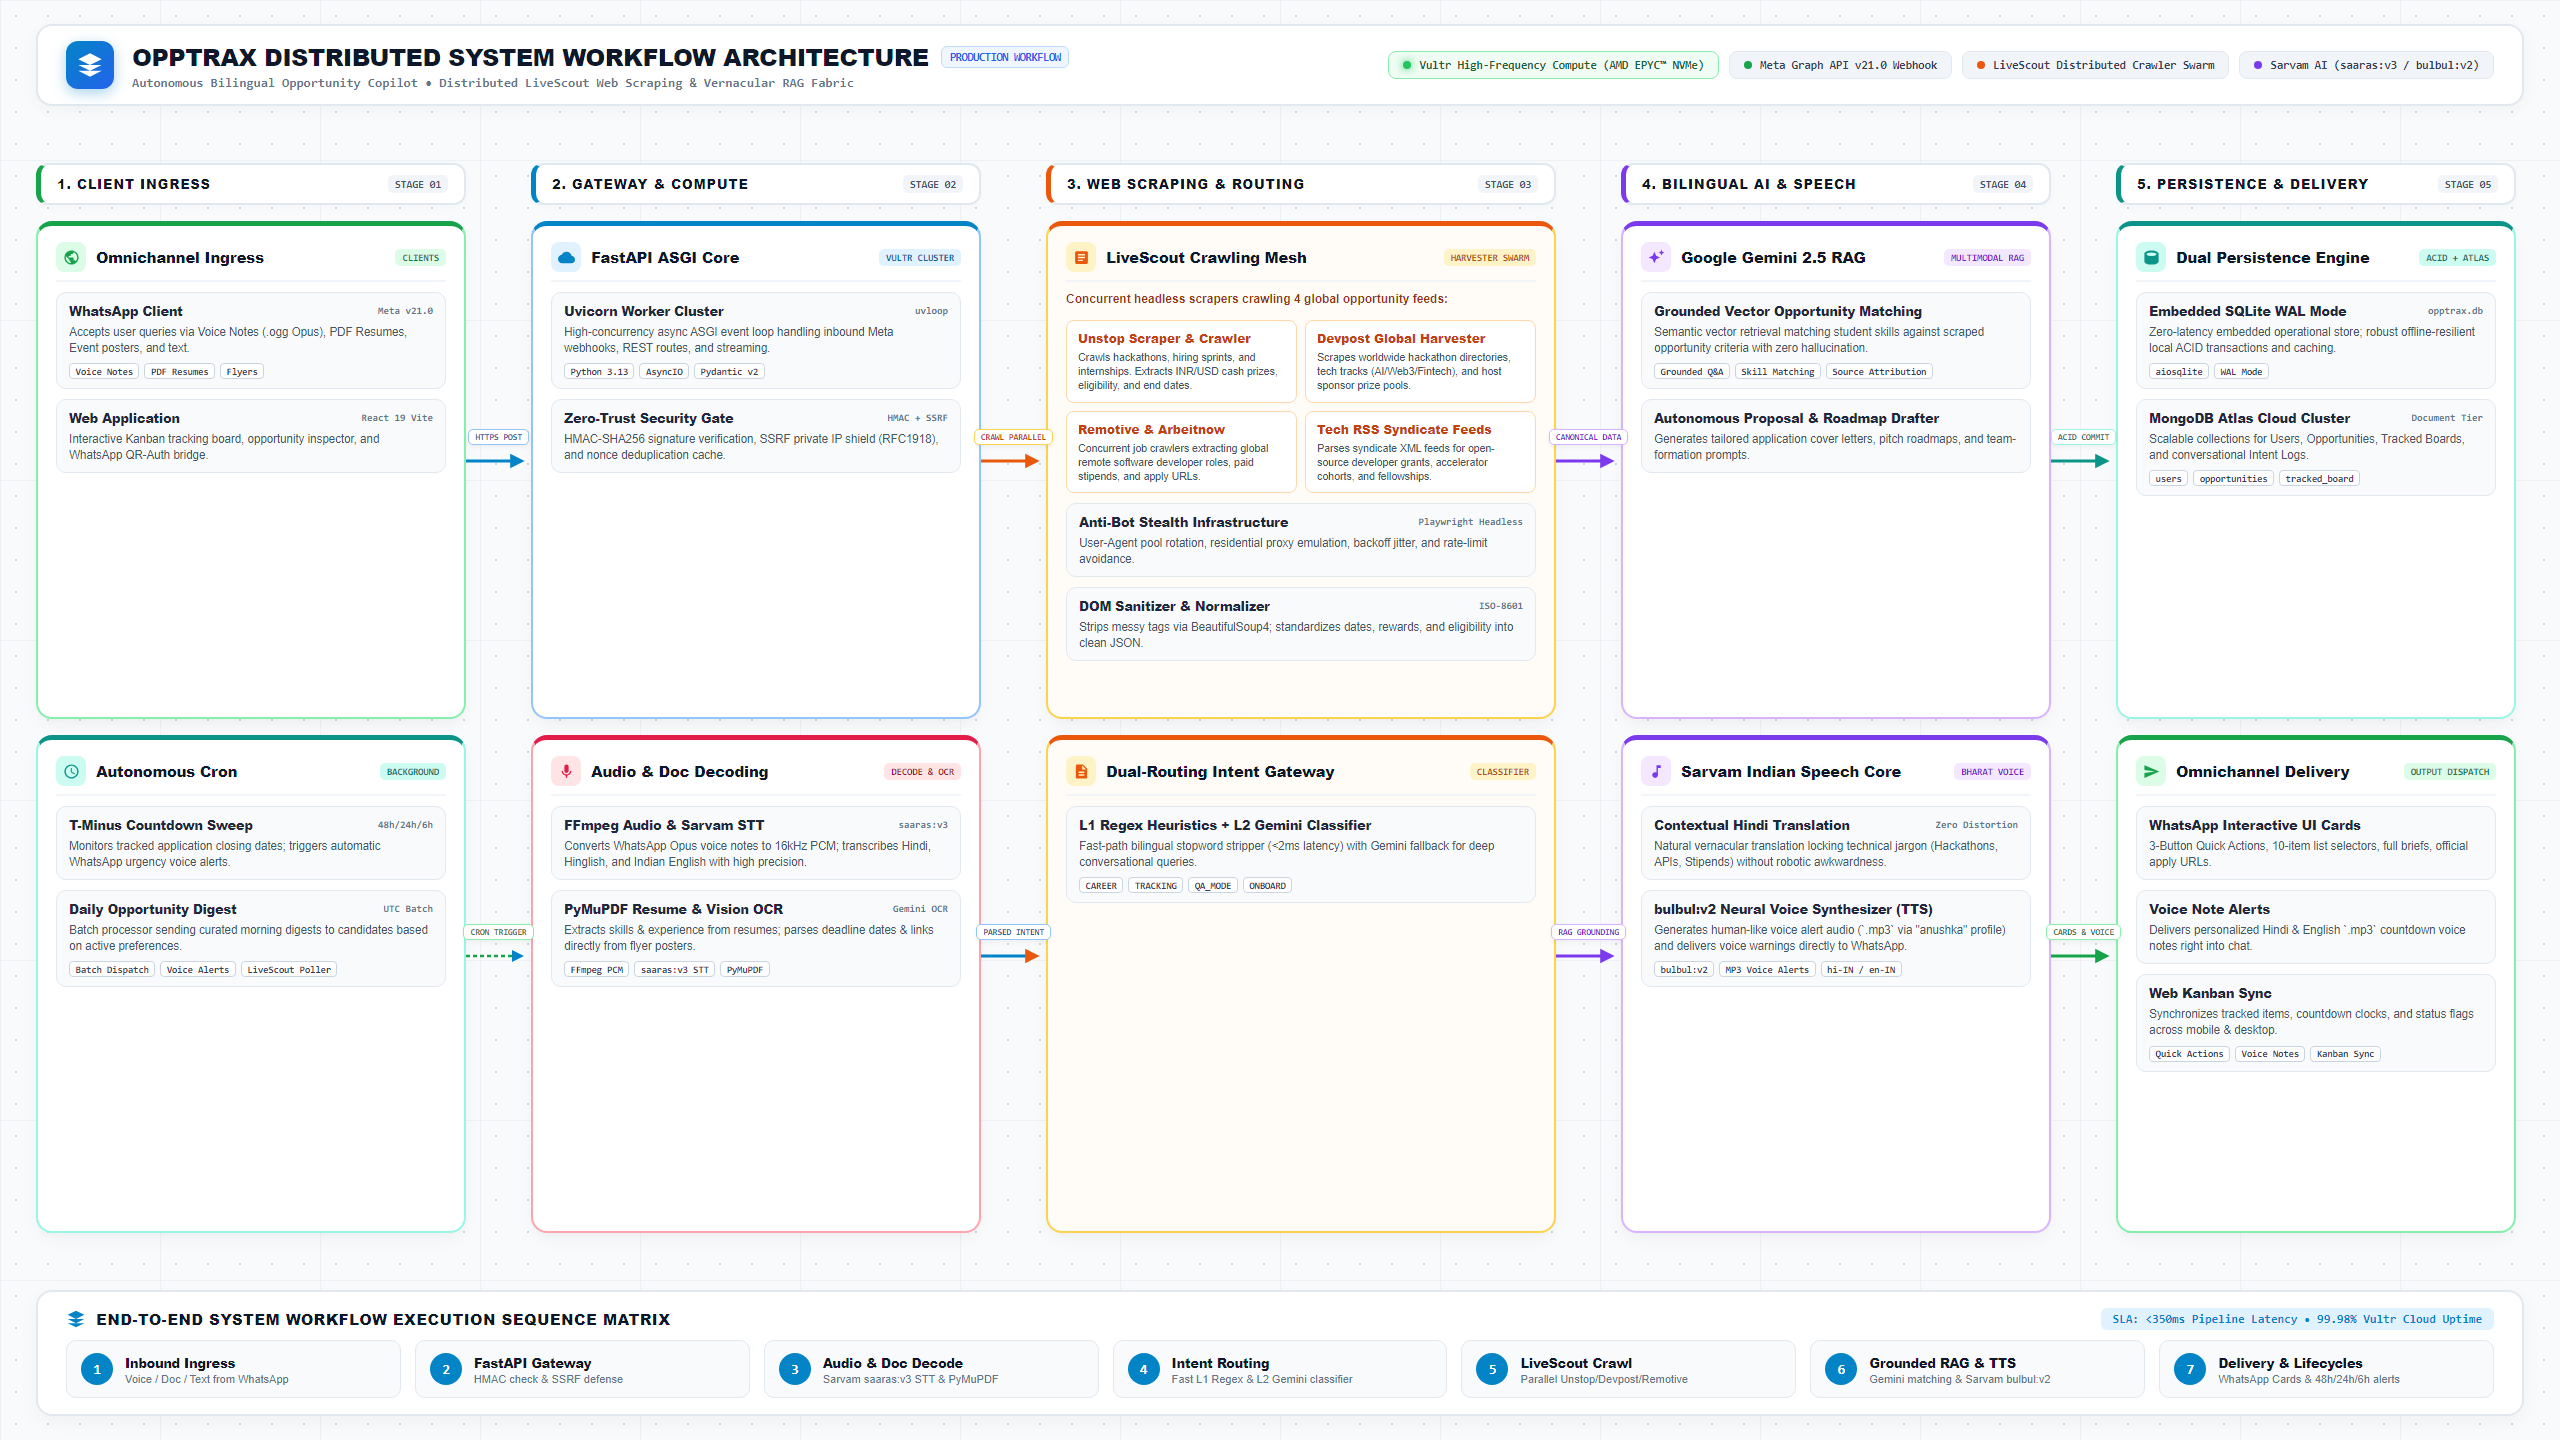 OPPTRAX DISTRIBUTED SYSTEM WORKFLOW ARCHITECTURE
PRODUCTION WORKFLOW
Autonomous Bilingual Opportunity Copilot • Distributed LiveScout Web Scraping & Vernacular RAG Fabric
Vultr High-Frequency Compute (AMD EPYC™ NVMe)
Meta Graph API v21.0 Webhook
LiveScout Distributed Crawler Swarm
Sarvam AI (saaras:v3 / bulbul:v2)
1. CLIENT INGRESS
STAGE 01
2. GATEWAY & COMPUTE
STAGE 02
3. WEB SCRAPING & ROUTING
STAGE 03
4. BILINGUAL AI & SPEECH
STAGE 04
5. PERSISTENCE & DELIVERY
STAGE 05
Omnichannel Ingress
CLIENTS
WhatsApp Client
Meta v21.0
Accepts user queries via Voice Notes (.ogg Opus), PDF Resumes,
Event posters, and text.
Voice Notes
PDF Resumes
Flyers
Web Application
React 19 Vite
Interactive Kanban tracking board, opportunity inspector, and
WhatsApp QR-Auth bridge.
HTTPS POST
FastAPI ASGI Core
VULTR CLUSTER
Uvicorn Worker Cluster
uvloop
High-concurrency async ASGI event loop handling inbound Meta
webhooks, REST routes, and streaming.
Python 3.13
AsyncIO
Pydantic v2
Zero-Trust Security Gate
HMAC + SSRF
HMAC-SHA256 signature verification, SSRF private IP shield (RFC1918),
and nonce deduplication cache.
CRAWL PARALLEL
LiveScout Crawling Mesh
HARVESTER SWARM
Concurrent headless scrapers crawling 4 global opportunity feeds:
Unstop Scraper & Crawler
Crawls hackathons, hiring sprints, and
internships. Extracts INR/USD cash prizes,
eligibility, and end dates.
Devpost Global Harvester
Scrapes worldwide hackathon directories,
tech tracks (AI/Web3/Fintech), and host
sponsor prize pools.
Remotive & Arbeitnow
Concurrent job crawlers extracting global
remote software developer roles, paid
stipends, and apply URLs.
Tech RSS Syndicate Feeds
Parses syndicate XML feeds for open-
source developer grants, accelerator
cohorts, and fellowships.
Anti-Bot Stealth Infrastructure
Playwright Headless
User-Agent pool rotation, residential proxy emulation, backoff jitter, and rate-limit
avoidance.
DOM Sanitizer & Normalizer
ISO-8601
Strips messy tags via BeautifulSoup4; standardizes dates, rewards, and eligibility into
clean JSON.
CANONICAL DATA
Google Gemini 2.5 RAG
MULTIMODAL RAG
Grounded Vector Opportunity Matching
Semantic vector retrieval matching student skills against scraped
opportunity criteria with zero hallucination.
Grounded Q&A
Skill Matching
Source Attribution
Autonomous Proposal & Roadmap Drafter
Generates tailored application cover letters, pitch roadmaps, and team-
formation prompts.
ACID COMMIT
Dual Persistence Engine
ACID + ATLAS
Embedded SQLite WAL Mode
opptrax.db
Zero-latency embedded operational store; robust offline-resilient
local ACID transactions and caching.
aiosqlite
WAL Mode
MongoDB Atlas Cloud Cluster
Document Tier
Scalable collections for Users, Opportunities, Tracked Boards,
and conversational Intent Logs.
users
opportunities
tracked_board
Autonomous Cron
BACKGROUND
T-Minus Countdown Sweep
48h/24h/6h
Monitors tracked application closing dates; triggers automatic
WhatsApp urgency voice alerts.
Daily Opportunity Digest
UTC Batch
Batch processor sending curated morning digests to candidates based
on active preferences.
Batch Dispatch
Voice Alerts
LiveScout Poller
CRON TRIGGER
Audio & Doc Decoding
DECODE & OCR
FFmpeg Audio & Sarvam STT
saaras:v3
Converts WhatsApp Opus voice notes to 16kHz PCM; transcribes Hindi,
Hinglish, and Indian English with high precision.
PyMuPDF Resume & Vision OCR
Gemini OCR
Extracts skills & experience from resumes; parses deadline dates & links
directly from flyer posters.
FFmpeg PCM
saaras:v3 STT
PyMuPDF
PARSED INTENT
Dual-Routing Intent Gateway
CLASSIFIER
L1 Regex Heuristics + L2 Gemini Classifier
Fast-path bilingual stopword stripper (<2ms latency) with Gemini fallback for deep
conversational queries.
CAREER
TRACKING
QA_MODE
ONBOARD
RAG GROUNDING
Sarvam Indian Speech Core
BHARAT VOICE
Contextual Hindi Translation
Zero Distortion
Natural vernacular translation locking technical jargon (Hackathons,
APIs, Stipends) without robotic awkwardness.
bulbul:v2 Neural Voice Synthesizer (TTS)
Generates human-like voice alert audio (`.mp3` via "anushka" profile)
and delivers voice warnings directly to WhatsApp.
bulbul:v2
MP3 Voice Alerts
hi-IN / en-IN
CARDS & VOICE
Omnichannel Delivery
OUTPUT DISPATCH
WhatsApp Interactive UI Cards
3-Button Quick Actions, 10-item list selectors, full briefs, official
apply URLs.
Voice Note Alerts
Delivers personalized Hindi & English `.mp3` countdown voice
notes right into chat.
Web Kanban Sync
Synchronizes tracked items, countdown clocks, and status flags
across mobile & desktop.
Quick Actions
Voice Notes
Kanban Sync
END-TO-END SYSTEM WORKFLOW EXECUTION SEQUENCE MATRIX
SLA: <350ms Pipeline Latency • 99.98% Vultr Cloud Uptime
1
Inbound Ingress
Voice / Doc / Text from WhatsApp
2
FastAPI Gateway
HMAC check & SSRF defense
3
Audio & Doc Decode
Sarvam saaras:v3 STT & PyMuPDF
4
Intent Routing
Fast L1 Regex & L2 Gemini classifier
5
LiveScout Crawl
Parallel Unstop/Devpost/Remotive
6
Grounded RAG & TTS
Gemini matching & Sarvam bulbul:v2
7
Delivery & Lifecycles
WhatsApp Cards & 48h/24h/6h alerts